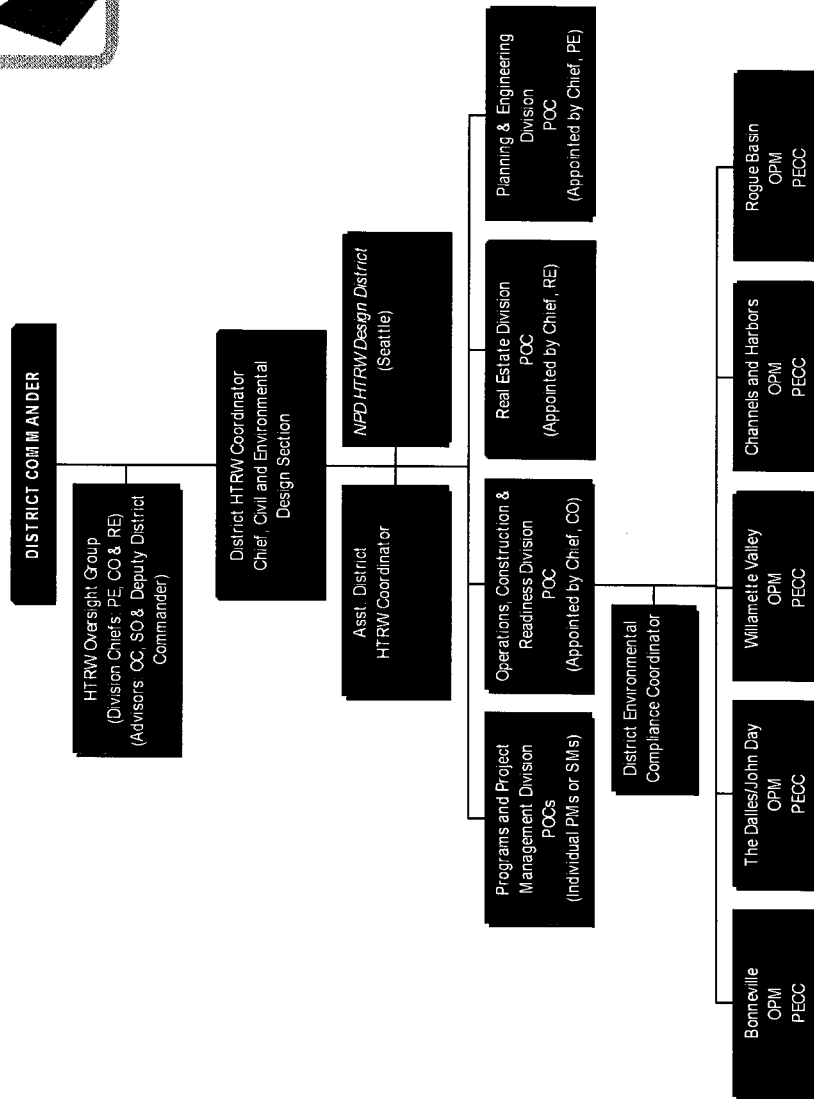 DISTRICT COMMANDER
HTRW Oversight Group
(Division Chiefs: PE, CO & RE)
(Advisors: OC, SO & Deputy District
Commander)
District HTRW Coordinator
Chief, Civil and Environmental
Design Section
Asst. District
HTRW Coordinator
NPD HTRW Design District
(Seattle)
Programs and Project
Management Division
POCs
(Individual PMs or SMs)
Operations, Construction &
Readiness Division
POC
(Appointed by Chief, CO)
Real Estate Division
POC
(Appointed by Chief, RE)
Planning & Engineering
Division
POC
(Appointed by Chief, PE)
District Environmental
Compliance Coordinator
Bonneville
OPM
PECC
The Dalles/John Day
OPM
PECC
Willamette Valley
OPM
PECC
Channels and Harbors
OPM
PECC
Rogue Basin
OPM
PECC